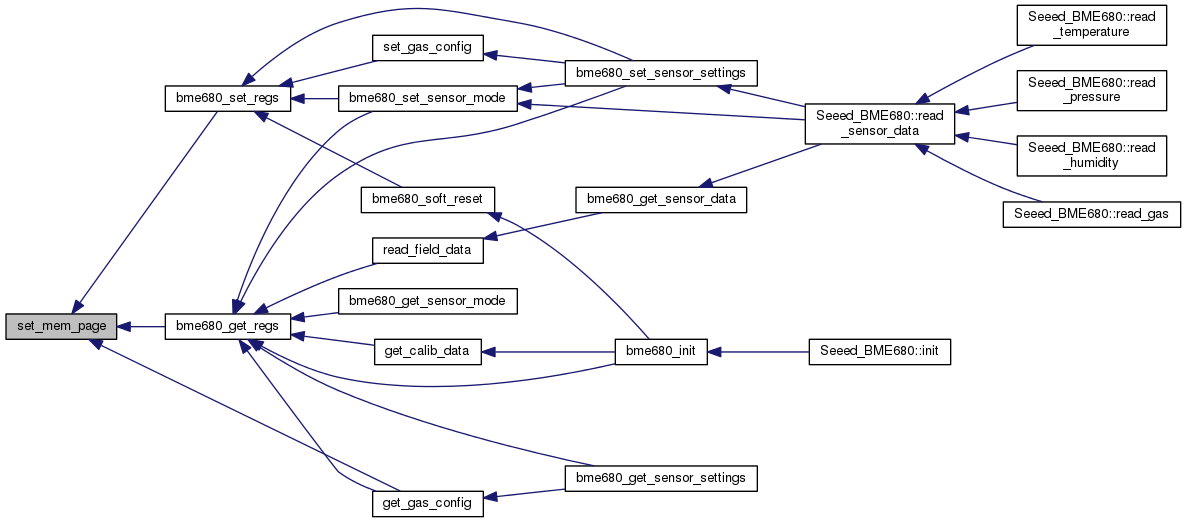 Seeed_BME680::read
_temperature
set_gas_config
bme680_set_sensor_settings
Seeed_BME680::read
_pressure
bme680_set_regs
bme680_set_sensor_mode
Seeed_BME680::read
_sensor_data
Seeed_BME680::read
_humidity
bme680_soft_reset
bme680_get_sensor_data
Seeed_BME680::read_gas
read_field_data
bme680_get_sensor_mode
set_mem_page
bme680_get_regs
get_calib_data
bme680_init
Seeed_BME680::init
bme680_get_sensor_settings
get_gas_config